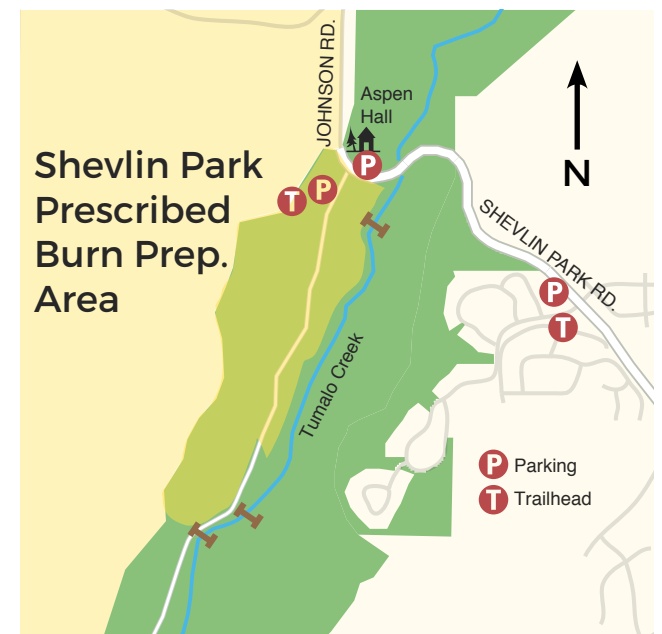 JOHNSON RD.
Aspen
Hall
P
Shevlin Park
Prescribed
Burn Prep.
Area
T
P
N
SHEVLIN PARK RD.
P
T
Tumalo Creek
P Parking
T Trailhead